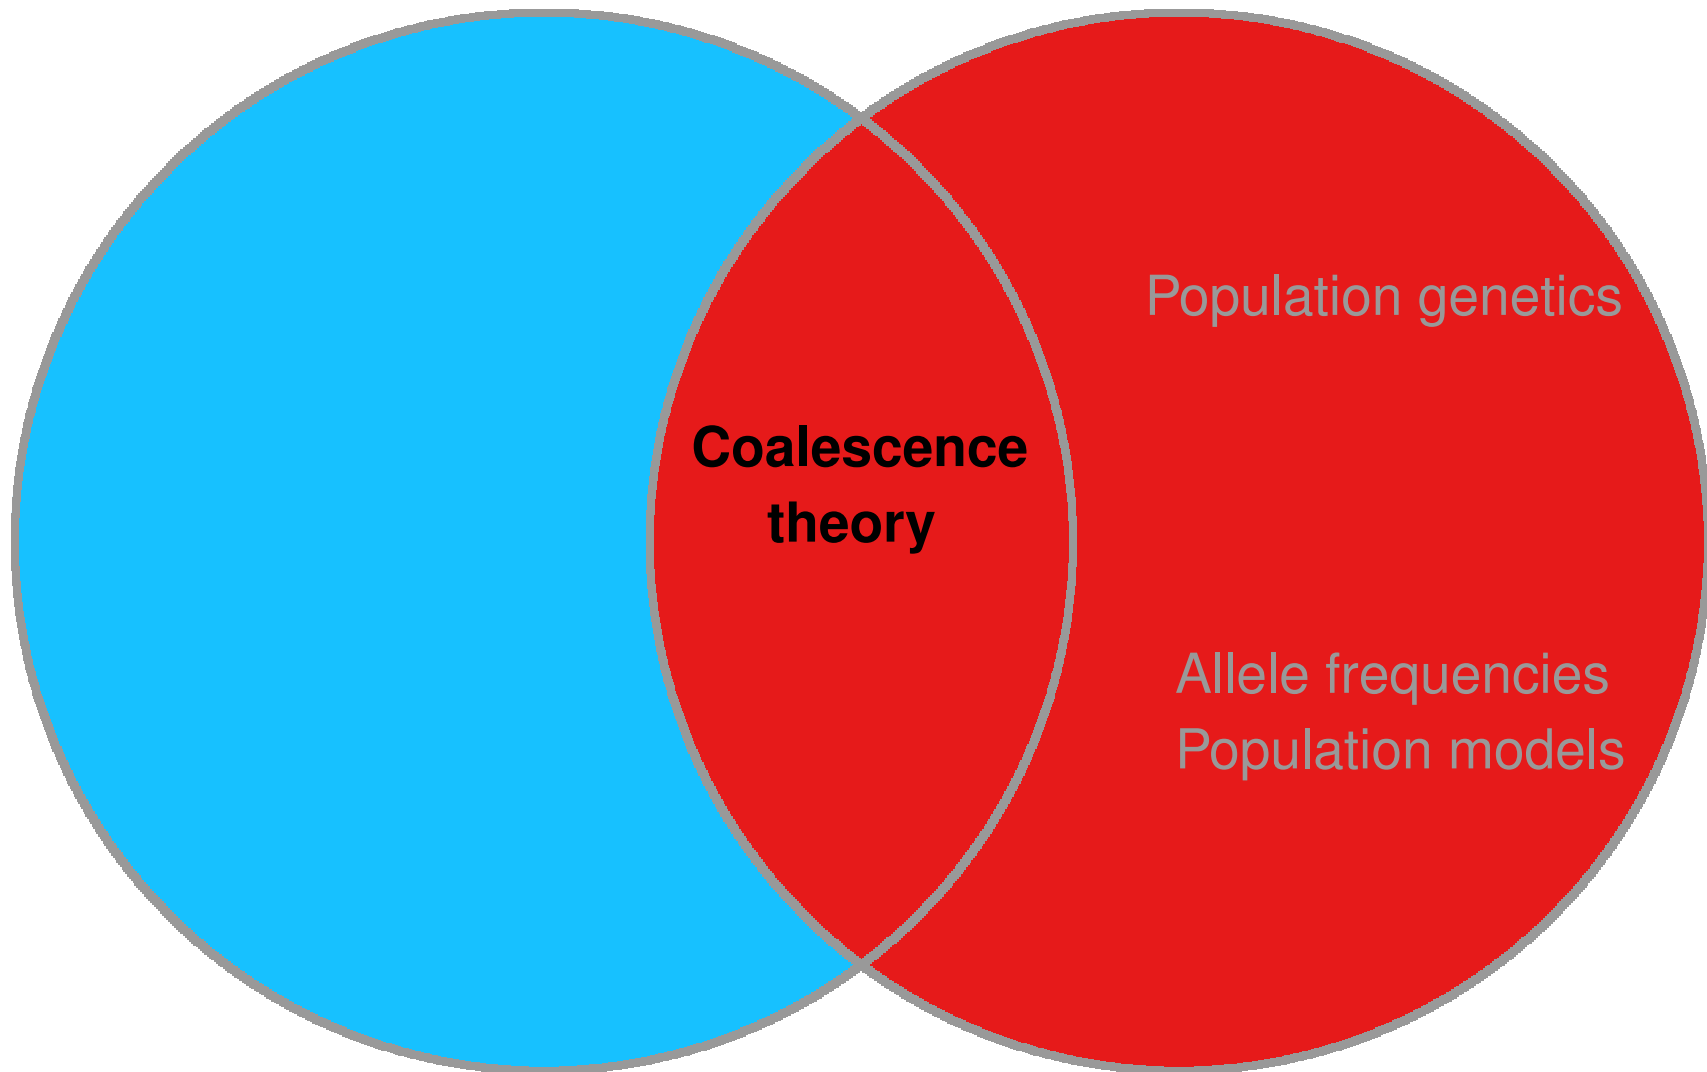 Population genetics
Coalescence
theory
Allele frequencies
Population models